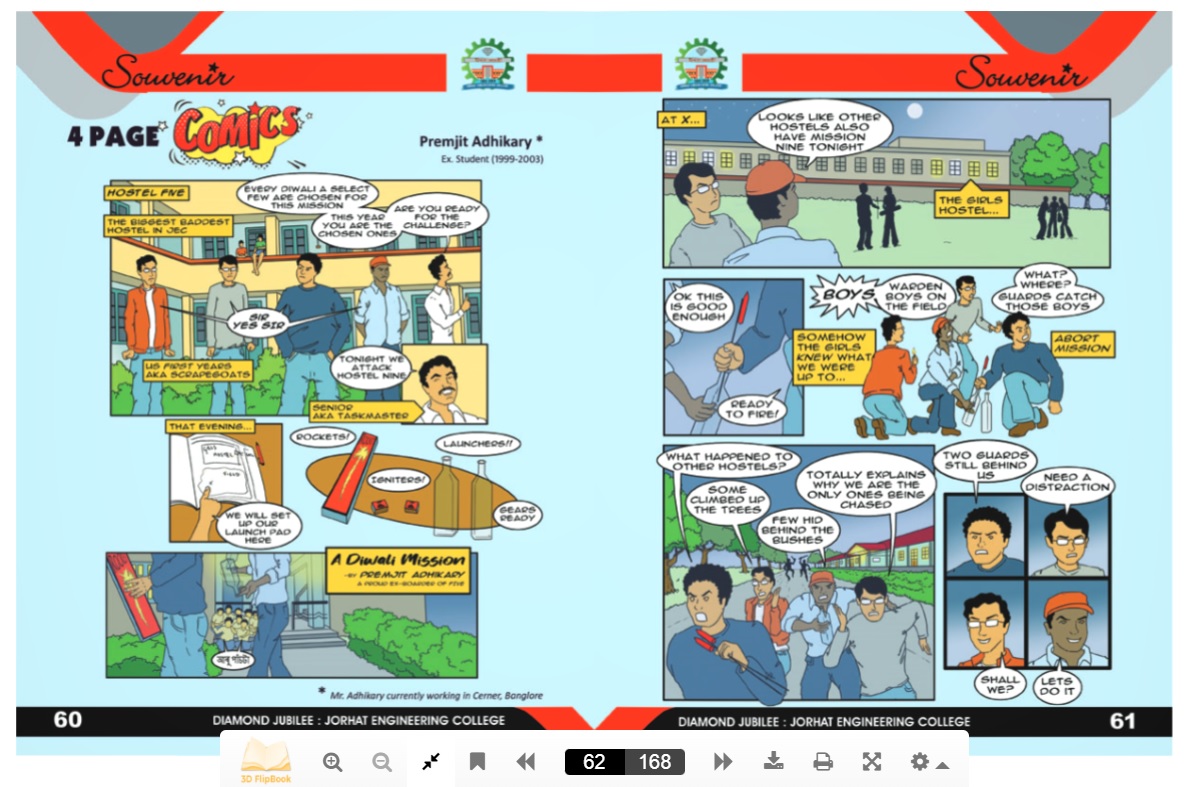 Souvenir
Souvenir
4 PAGE COMICS
Premjit Adhikary *
Ex. Student (1999-2003)
HOSTEL FIVE
THE BIGGEST BADDEST
HOSTEL IN JEC
EVERY DIWALI A SELECT
FEW ARE CHOSEN FOR
THIS MISSION
THIS YEAR
YOU ARE THE
CHOSEN ONES
ARE YOU READY
FOR THE
CHALLENGE?
SIR
YES SIR
US FIRST YEARS
AKA SCRAPEGOATS
TONIGHT WE
ATTACK
HOSTEL NINE
SENIOR
AKA TASKMASTER
THAT EVENING...
WE WILL SET
UP OUR
LAUNCH PAD
HERE
ROCKETS!
IGNITERS!
LAUNCHERS!!
GEARS
READY
A Diwali Mission
-BY PREMJIT ADHIKARY
A PROUD EX-BOARDER OF FIVE
* Mr. Adhikary currently working in Cerner, Banglore
60
DIAMOND JUBILEE : JORHAT ENGINEERING COLLEGE
AT X...
LOOKS LIKE OTHER
HOSTELS ALSO
HAVE MISSION
NINE TONIGHT
THE GIRLS
HOSTEL...
OK THIS
IS GOOD
ENOUGH
READY
TO FIRE!
BOYS
WARDEN
BOYS ON
THE FIELD
WHAT?
WHERE?
GUARDS CATCH
THOSE BOYS
SOMEHOW
THE GIRLS
KNEW WHAT
WE WERE
UP TO...
ABORT
MISSION
WHAT HAPPENED TO
OTHER HOSTELS?
SOME
CLIMBED UP
THE TREES
FEW HID
BEHIND THE
BUSHES
TOTALLY EXPLAINS
WHY WE ARE THE
ONLY ONES BEING
CHASED
TWO GUARDS
STILL BEHIND
US
NEED A
DISTRACTION
SHALL
WE?
LETS
DO IT
DIAMOND JUBILEE : JORHAT ENGINEERING COLLEGE
61
3D FlipBook
62 168